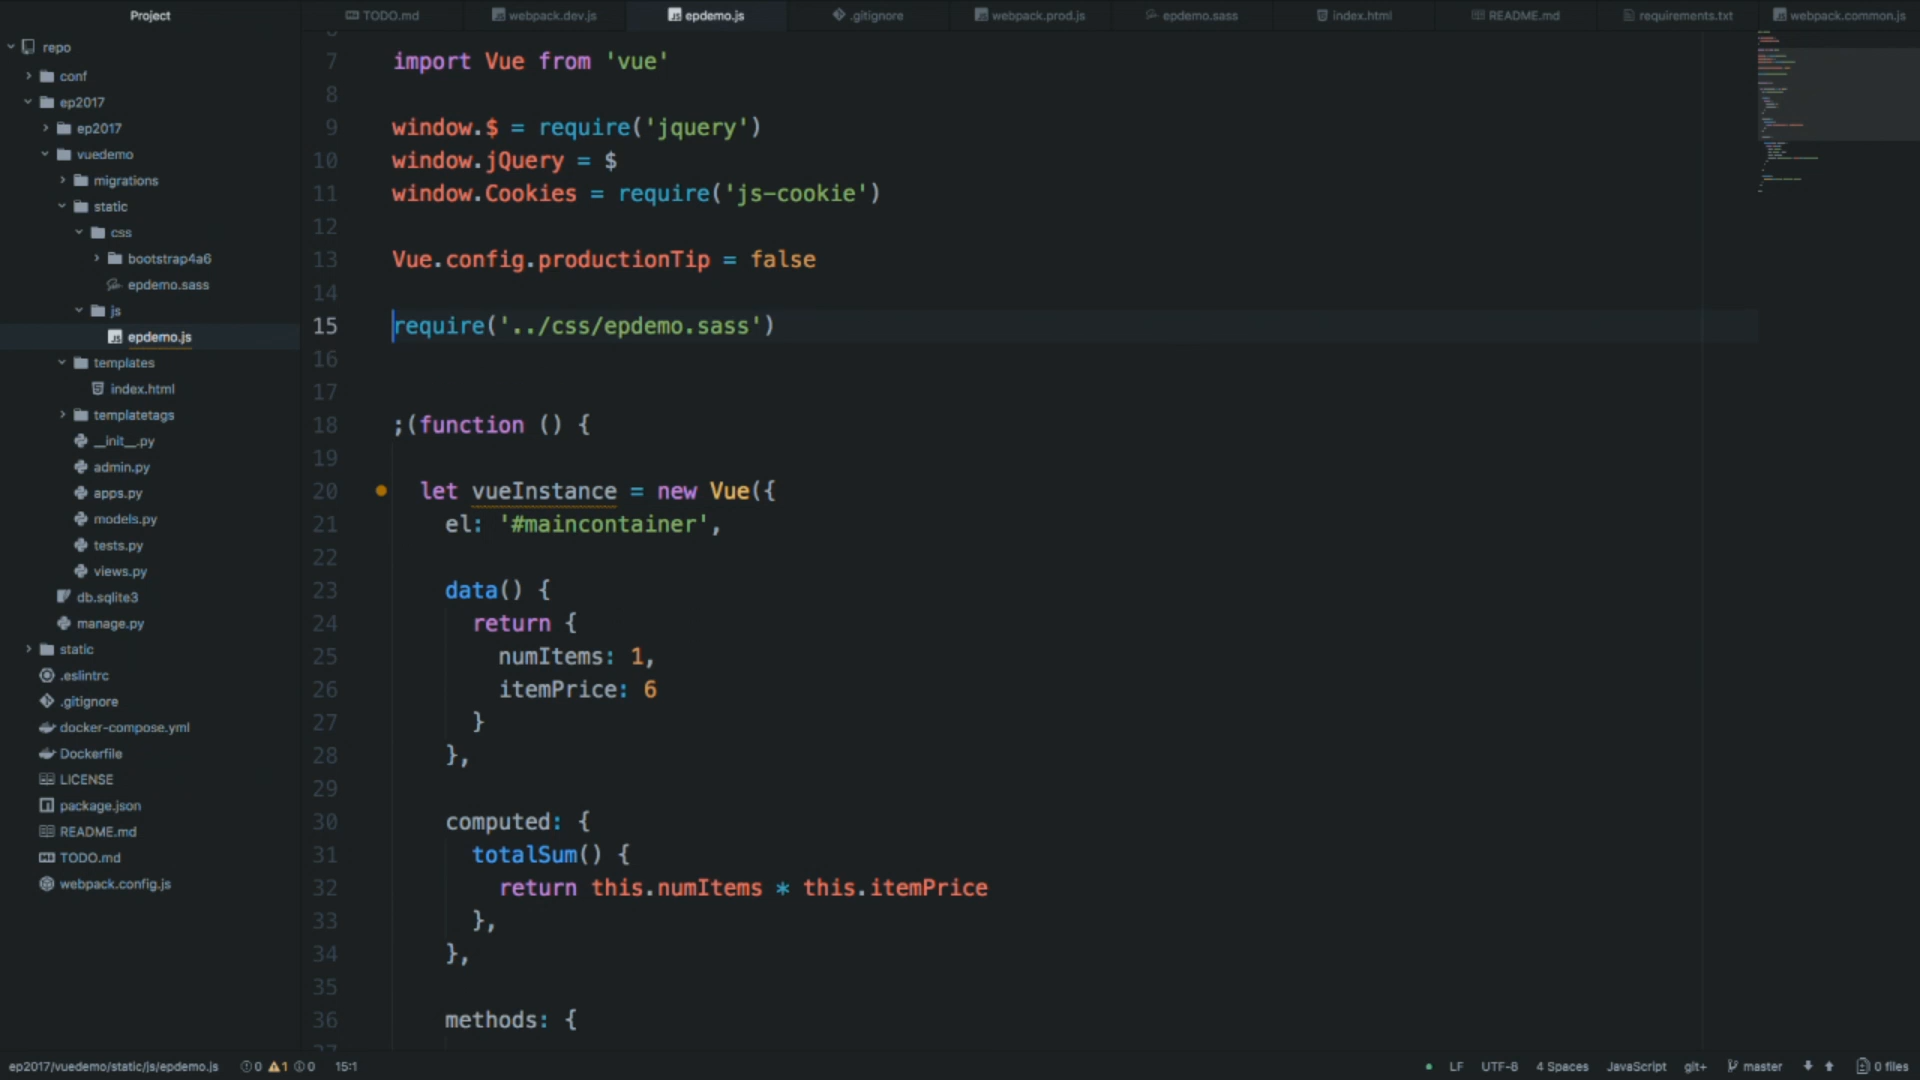 Project
TODO.md
webpack.dev.js
epdemo.js
.gitignore
webpack.prod.js
epdemo.sass
index.html
README.md
requirements.txt
webpack.common.js
repo
conf
ep2017
ep2017
vuedemo
migrations
static
css
bootstrap4a6
epdemo.sass
js
epdemo.js
templates
index.html
templatetags
__init__.py
admin.py
apps.py
models.py
tests.py
views.py
db.sqlite3
manage.py
static
.eslintrc
.gitignore
docker-compose.yml
Dockerfile
LICENSE
package.json
README.md
TODO.md
webpack.config.js
7 import Vue from 'vue'
8
9 window.$ = require('jquery')
10 window.jQuery = $
11 window.Cookies = require('js-cookie')
12
13 Vue.config.productionTip = false
14
15 require('../css/epdemo.sass')
16
17
18 ;(function () {
19
20 let vueInstance = new Vue({
21 el: '#maincontainer',
22
23 data() {
24 return {
25 numItems: 1,
26 itemPrice: 6
27 }
28 },
29
30 computed: {
31 totalSum() {
32 return this.numItems * this.itemPrice
33 },
34 },
35
36 methods: {
ep2017/vuedemo/static/js/epdemo.js 0 1 0 15:1 LF UTF-8 4 Spaces JavaScript git+ master 0 files